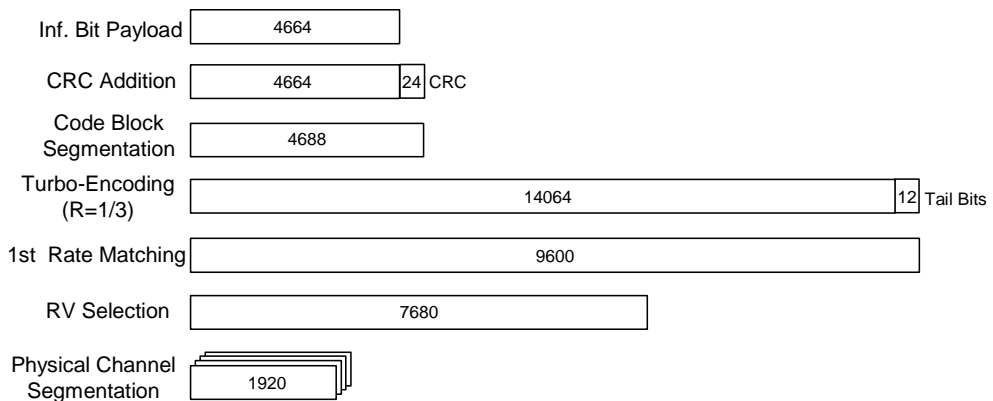 Inf. Bit Payload 4664
CRC Addition 4664 24 CRC
Code Block
Segmentation 4688
Turbo-Encoding
(R=1/3) 14064 12 Tail Bits
1st Rate Matching 9600
RV Selection 7680
Physical Channel
Segmentation 1920